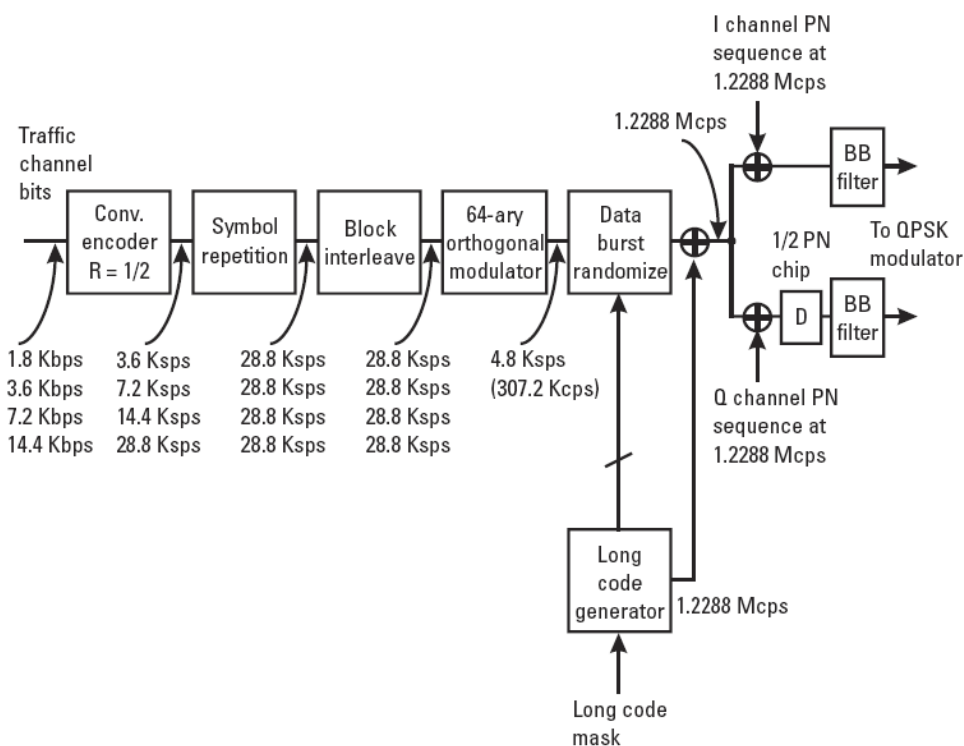 I channel PN
sequence at
1.2288 Mcps
1.2288 Mcps
Traffic
channel
bits
Conv.
encoder
R = 1/2
Symbol
repetition
Block
interleave
64-ary
orthogonal
modulator
Data
burst
randomize
BB
filter
1/2 PN
chip
D
BB
filter
To QPSK
modulator
1.8 Kbps
3.6 Kbps
7.2 Kbps
14.4 Kbps
3.6 Ksps
7.2 Ksps
14.4 Ksps
28.8 Ksps
28.8 Ksps
28.8 Ksps
28.8 Ksps
28.8 Ksps
28.8 Ksps
28.8 Ksps
28.8 Ksps
28.8 Ksps
4.8 Ksps
(307.2 Kcps)
Q channel PN
sequence at
1.2288 Mcps
Long
code
generator
1.2288 Mcps
Long code
mask